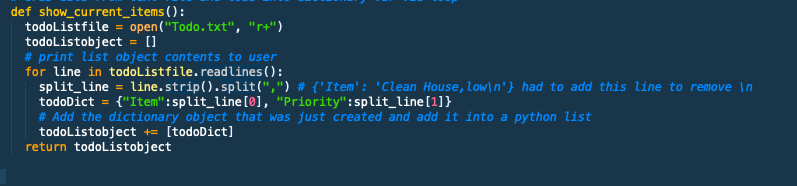 def show_current_items():
  todoListfile = open("Todo.txt", "r+")
  todoListobject = []
  # print list object contents to user
  for line in todoListfile.readlines():
    split_line = line.strip().split(",") # {'Item': 'Clean House,low\n'} had to add this line to remove \n
    todoDict = {"Item":split_line[0], "Priority":split_line[1]}
    # Add the dictionary object that was just created and add it into a python list
    todoListobject += [todoDict]
  return todoListobject